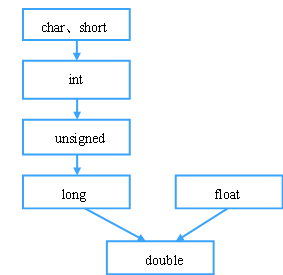 char、short
int
unsigned
long
float
double